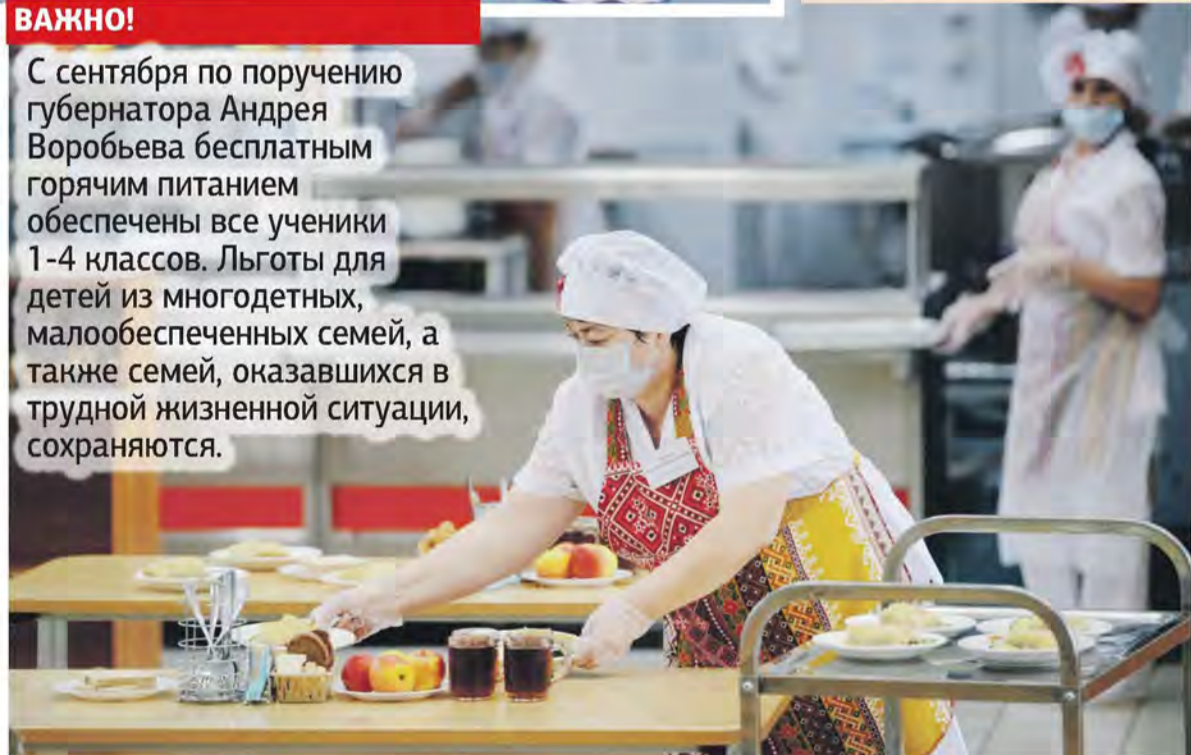 ВАЖНО!
С сентября по поручению
губернатора Андрея
Воробьева бесплатным
горячим питанием
обеспечены все ученики
1-4 классов. Льготы для
детей из многодетных,
малообеспеченных семей, а
также семей, оказавшихся в
трудной жизненной ситуации,
сохраняются.